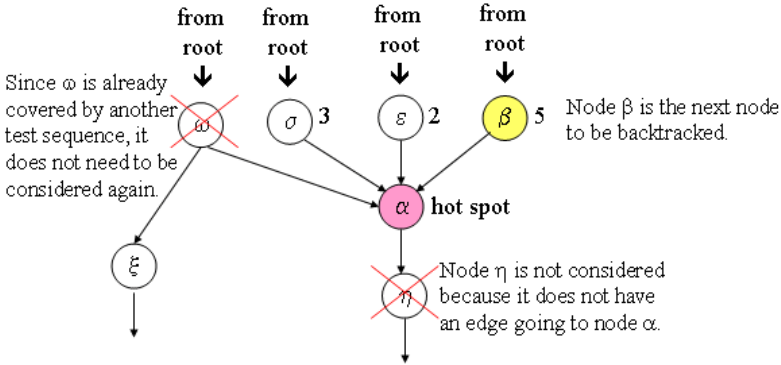 from
root
from
root
from
root
from
root
Since ω is already
covered by another
test sequence, it
does not need to be
considered again.
ω
σ
3
ε
2
β
5
Node β is the next node
to be backtracked.
α
hot spot
ξ
η
Node η is not considered
because it does not have
an edge going to node α.